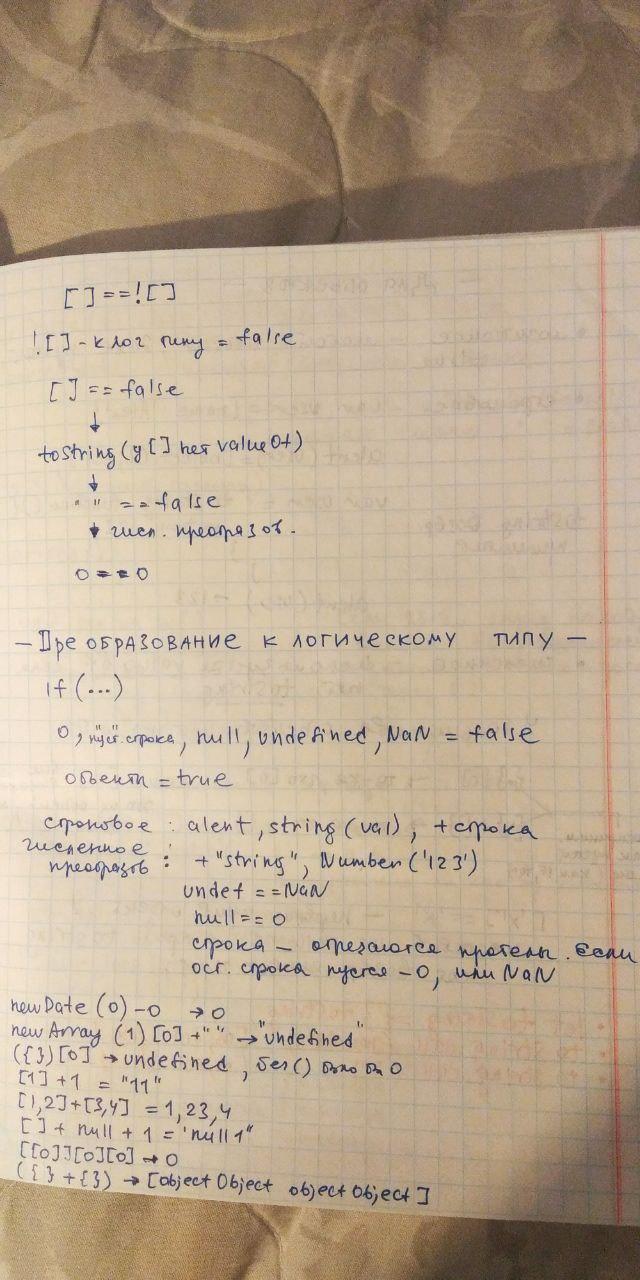 [ ] == ! [ ]
! [ ] - к лог типу = false
[ ] == false
↓
toString (у [ ] нет valueOf)
↓
" " == false
↓ числ. преобразов.
0 == 0
— Преобразование к логическому типу —
if (...)
0, "пуст." строка, null, undefined, NaN = false
объекты = true
строковое : alert, string (val), + строка
численное
преобразов : + "string", Number ('123')
undef == NaN
null == 0
строка — отрезаются пробелы. Если
ост. строка пустая - 0, или NaN
new Date (0) - 0 → 0
new Array (1) [0] + " " → "undefined"
({}) [0] → undefined, без () было бы 0
[1] + 1 = "11"
[1,2] + [3,4] = 1,23,4
[ ] + null + 1 = 'null1"
[[0]][0][0] → 0
({} + {}) → [object Object object Object]